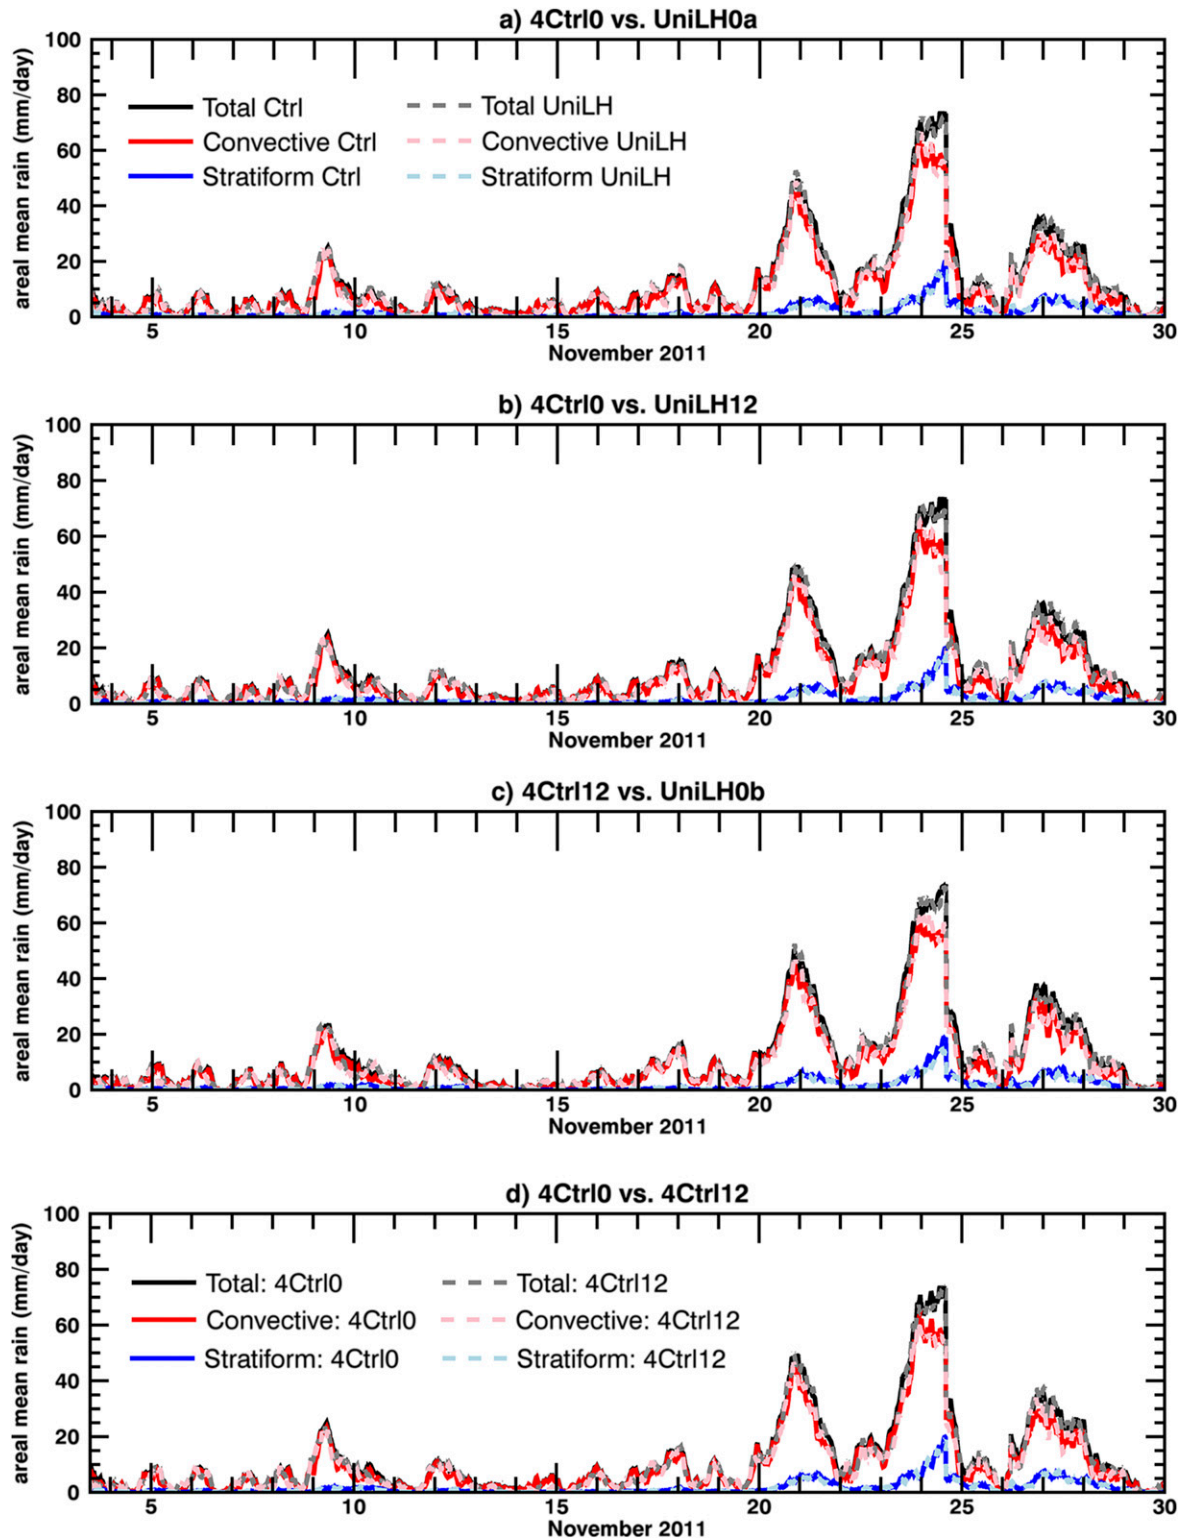 a) 4Ctrl0 vs. UniLH0a
areal mean rain (mm/day)
100
80
60
40
20
0
Total Ctrl
Total UniLH
Convective Ctrl
Convective UniLH
Stratiform Ctrl
Stratiform UniLH
5 10 15 20 25 30
November 2011
b) 4Ctrl0 vs. UniLH12
areal mean rain (mm/day)
100
80
60
40
20
0
5 10 15 20 25 30
November 2011
c) 4Ctrl12 vs. UniLH0b
areal mean rain (mm/day)
100
80
60
40
20
0
5 10 15 20 25 30
November 2011
d) 4Ctrl0 vs. 4Ctrl12
areal mean rain (mm/day)
100
80
60
40
20
0
Total: 4Ctrl0
Total: 4Ctrl12
Convective: 4Ctrl0
Convective: 4Ctrl12
Stratiform: 4Ctrl0
Stratiform: 4Ctrl12
5 10 15 20 25 30
November 2011